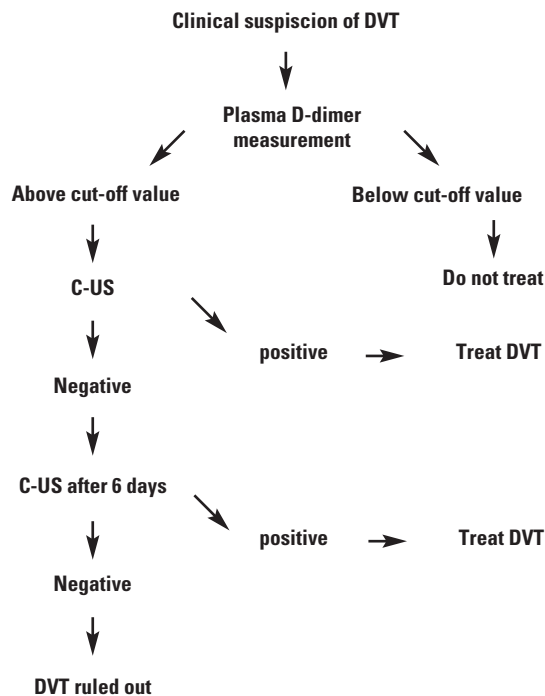 Clinical suspiscion of DVT
Plasma D-dimer
measurement
Above cut-off value
Below cut-off value
C-US
Do not treat
positive
Treat DVT
Negative
C-US after 6 days
positive
Treat DVT
Negative
DVT ruled out